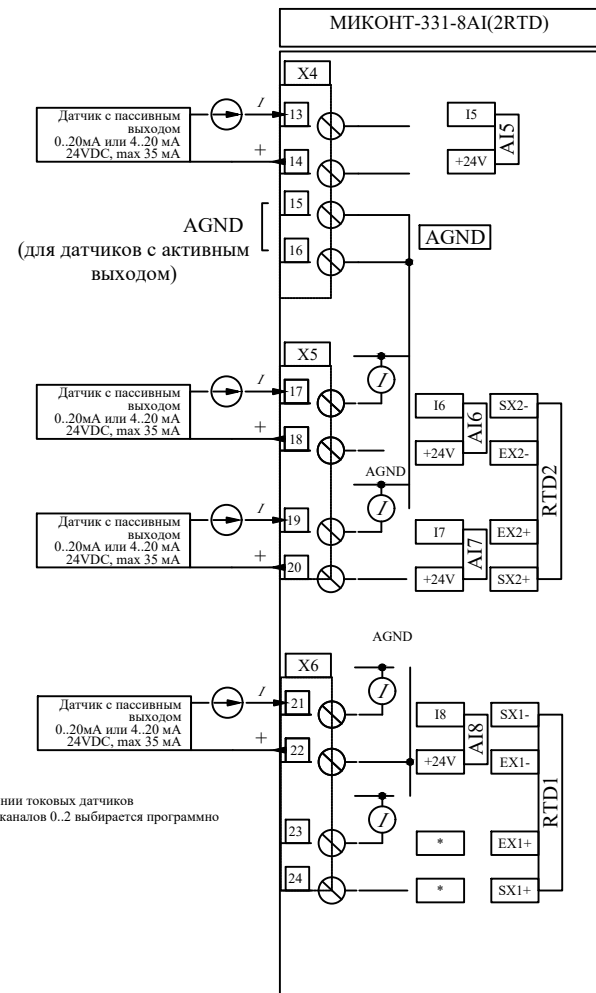 МИКОНТ-331-8AI(2RTD)
X4
Датчик с пассивным
выходом
0..20мА или 4..20 мА
24VDC, max 35 мА
I
+
13
14
15
16
I5
+24V
AI5
AGND
(для датчиков с активным
выходом)
AGND
X5
Датчик с пассивным
выходом
0..20мА или 4..20 мА
24VDC, max 35 мА
I
+
17
18
I
I6
+24V
AI6
SX2-
EX2-
AGND
Датчик с пассивным
выходом
0..20мА или 4..20 мА
24VDC, max 35 мА
I
+
19
20
I
I7
+24V
AI7
EX2+
SX2+
RTD2
AGND
X6
Датчик с пассивным
выходом
0..20мА или 4..20 мА
24VDC, max 35 мА
I
+
21
22
I
I8
+24V
AI8
SX1-
EX1-
нии токовых датчиков
каналов 0..2 выбирается программно
23
24
I
*
*
EX1+
SX1+
RTD1